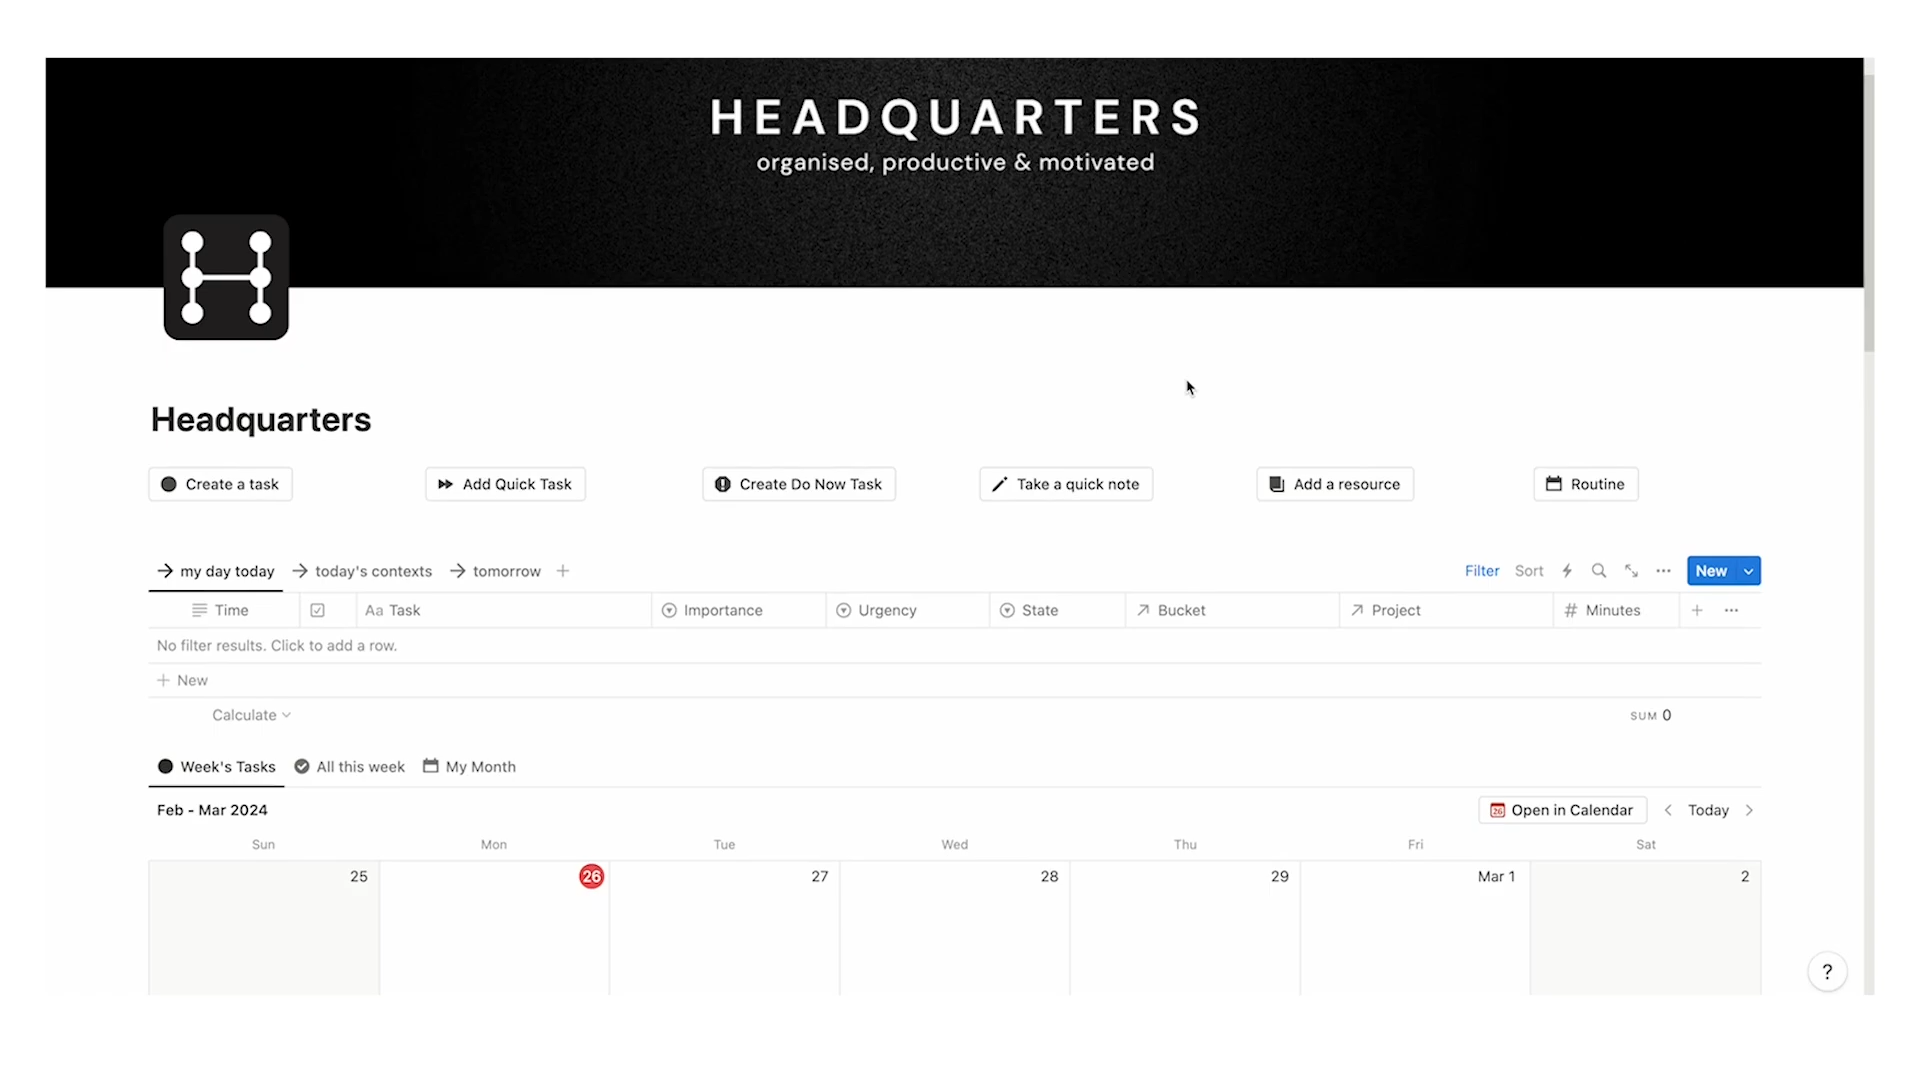 HEADQUARTERS
organised, productive & motivated
Headquarters
Create a task
Add Quick Task
Create Do Now Task
Take a quick note
Add a resource
Routine
my day today
today's contexts
tomorrow
Filter
Sort
New
Time
Aa Task
Importance
Urgency
State
Bucket
Project
# Minutes
No filter results. Click to add a row.
+ New
Calculate
SUM 0
Week's Tasks
All this week
My Month
Feb - Mar 2024
26
Open in Calendar
Today
Sun Mon Tue Wed Thu Fri Sat
25 26 27 28 29 Mar 1 2
?